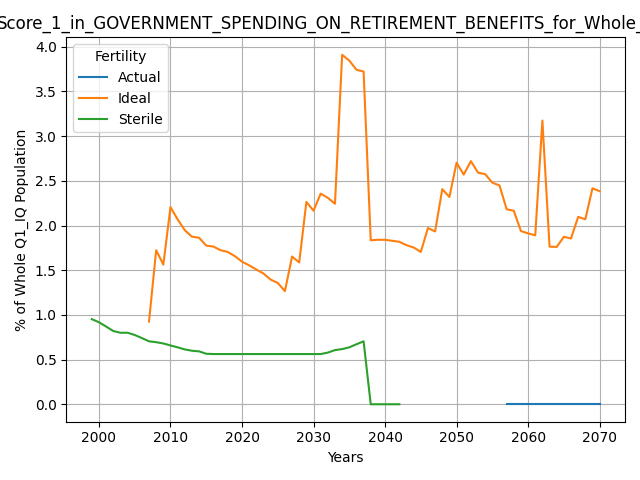 Score_1_in_GOVERNMENT_SPENDING_ON_RETIREMENT_BENEFITS_for_Whole_
Fertility
Actual
Ideal
Sterile
% of Whole Q1_IQ Population
4.0
3.5
3.0
2.5
2.0
1.5
1.0
0.5
0.0
2000 2010 2020 2030 2040 2050 2060 2070
Years